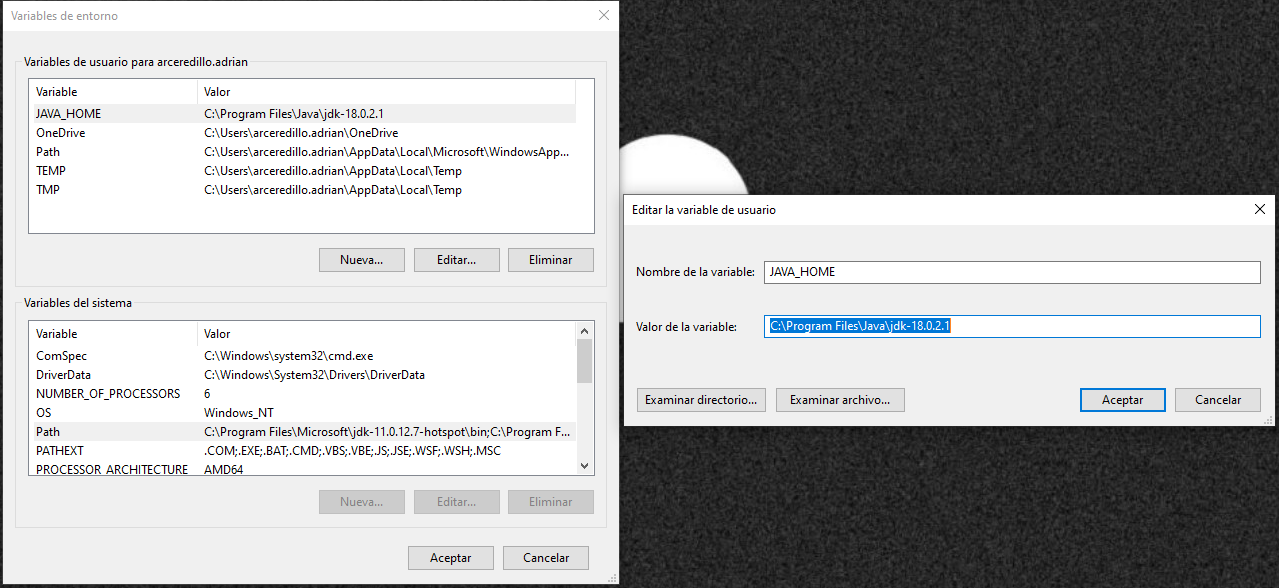 Variables de entorno
Variables de usuario para arceredillo.adrian
Variable Valor
JAVA_HOME C:\Program Files\Java\jdk-18.0.2.1
OneDrive C:\Users\arceredillo.adrian\OneDrive
Path C:\Users\arceredillo.adrian\AppData\Local\Microsoft\WindowsApp...
TEMP C:\Users\arceredillo.adrian\AppData\Local\Temp
TMP C:\Users\arceredillo.adrian\AppData\Local\Temp
Nueva... Editar... Eliminar
Variables del sistema
Variable Valor
ComSpec C:\Windows\system32\cmd.exe
DriverData C:\Windows\System32\Drivers\DriverData
NUMBER_OF_PROCESSORS 6
OS Windows_NT
Path C:\Program Files\Microsoft\jdk-11.0.12.7-hotspot\bin;C:\Program F...
PATHEXT .COM;.EXE;.BAT;.CMD;.VBS;.VBE;.JS;.JSE;.WSF;.WSH;.MSC
PROCESSOR_ARCHITECTURE AMD64
Nueva... Editar... Eliminar
Aceptar Cancelar
Editar la variable de usuario
Nombre de la variable: JAVA_HOME
Valor de la variable: C:\Program Files\Java\jdk-18.0.2.1
Examinar directorio... Examinar archivo... Aceptar Cancelar